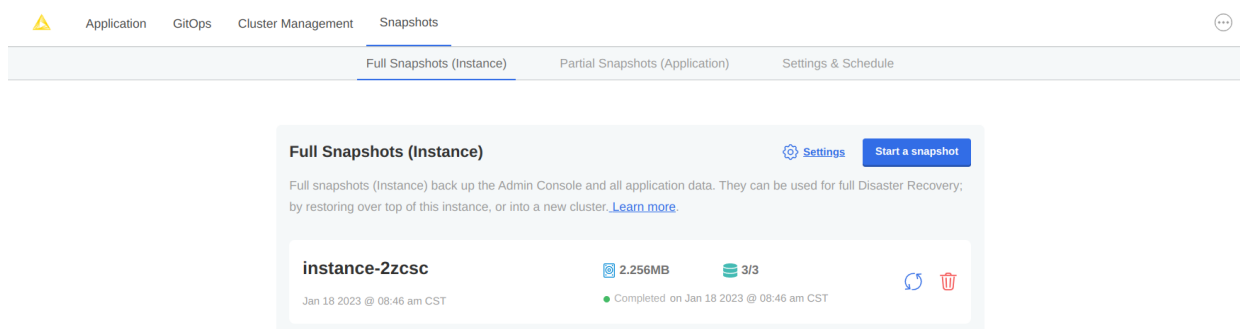 Application GitOps Cluster Management Snapshots
Full Snapshots (Instance) Partial Snapshots (Application) Settings & Schedule
Full Snapshots (Instance) Settings Start a snapshot
Full snapshots (Instance) back up the Admin Console and all application data. They can be used for full Disaster Recovery;
by restoring over top of this instance, or into a new cluster. Learn more.
instance-2zcsc 2.256MB 3/3
Jan 18 2023 @ 08:46 am CST Completed on Jan 18 2023 @ 08:46 am CST